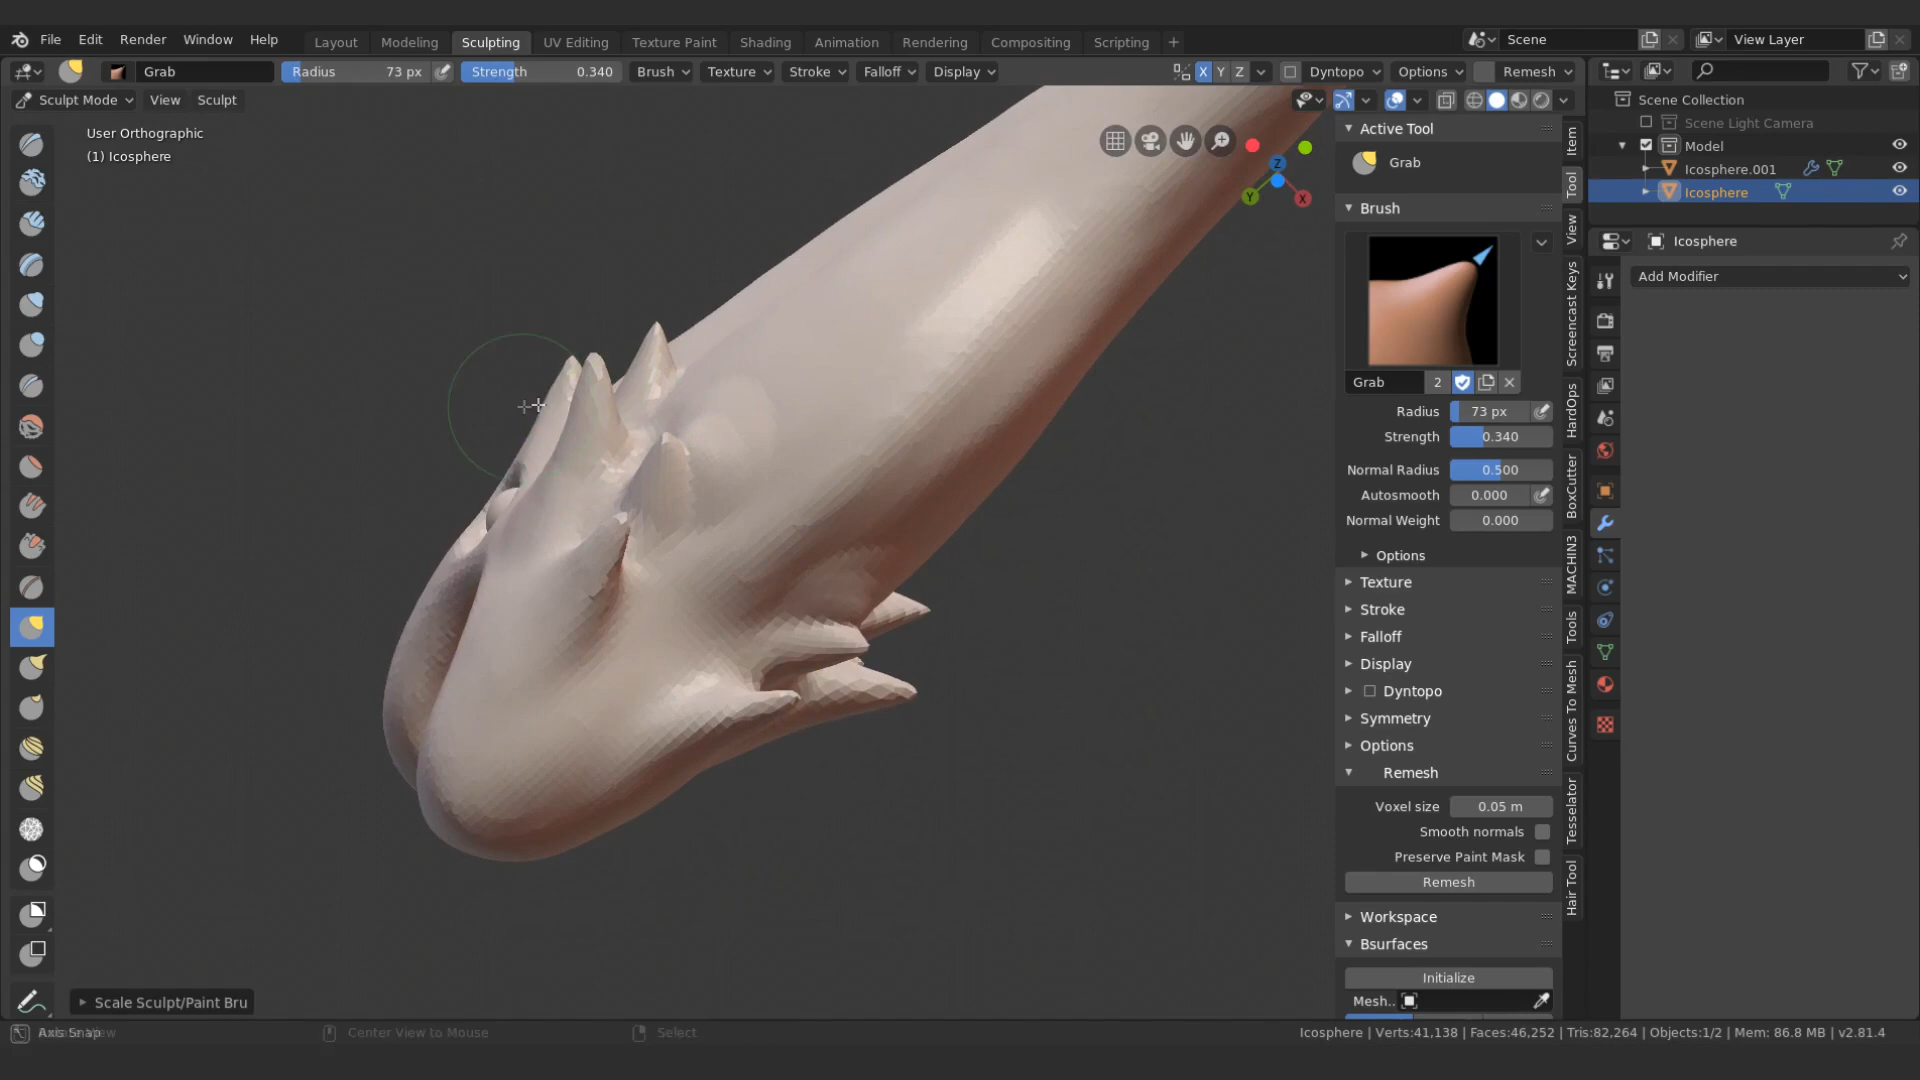 File Edit Render Window Help Layout Modeling Sculpting UV Editing Texture Paint Shading Animation Rendering Compositing Scripting + Scene View Layer
Grab Radius 73 px Strength 0.340 Brush Texture Stroke Falloff Display X Y Z Dyntopo Options Remesh
Sculpt Mode View Sculpt
User Orthographic
(1) Icosphere
Z
Y
X
Active Tool
Grab
Brush
Grab 2
Radius 73 px
Strength 0.340
Normal Radius 0.500
Autosmooth 0.000
Normal Weight 0.000
Options
Texture
Stroke
Falloff
Display
Dyntopo
Symmetry
Options
Remesh
Voxel size 0.05 m
Smooth normals
Preserve Paint Mask
Remesh
Workspace
Bsurfaces
Initialize
Mesh..
Item
Tool
View
Screencast Keys
HardOps
BoxCutter
MACHIN3
Tools
Curves To Mesh
Tesselator
Hair Tool
Scene Collection
Scene Light Camera
Model
Icosphere.001
Icosphere
Icosphere
Add Modifier
Scale Sculpt/Paint Bru
Axis Snap Center View to Mouse Select
Icosphere | Verts:41,138 | Faces:46,252 | Tris:82,264 | Objects:1/2 | Mem: 86.8 MB | v2.81.4